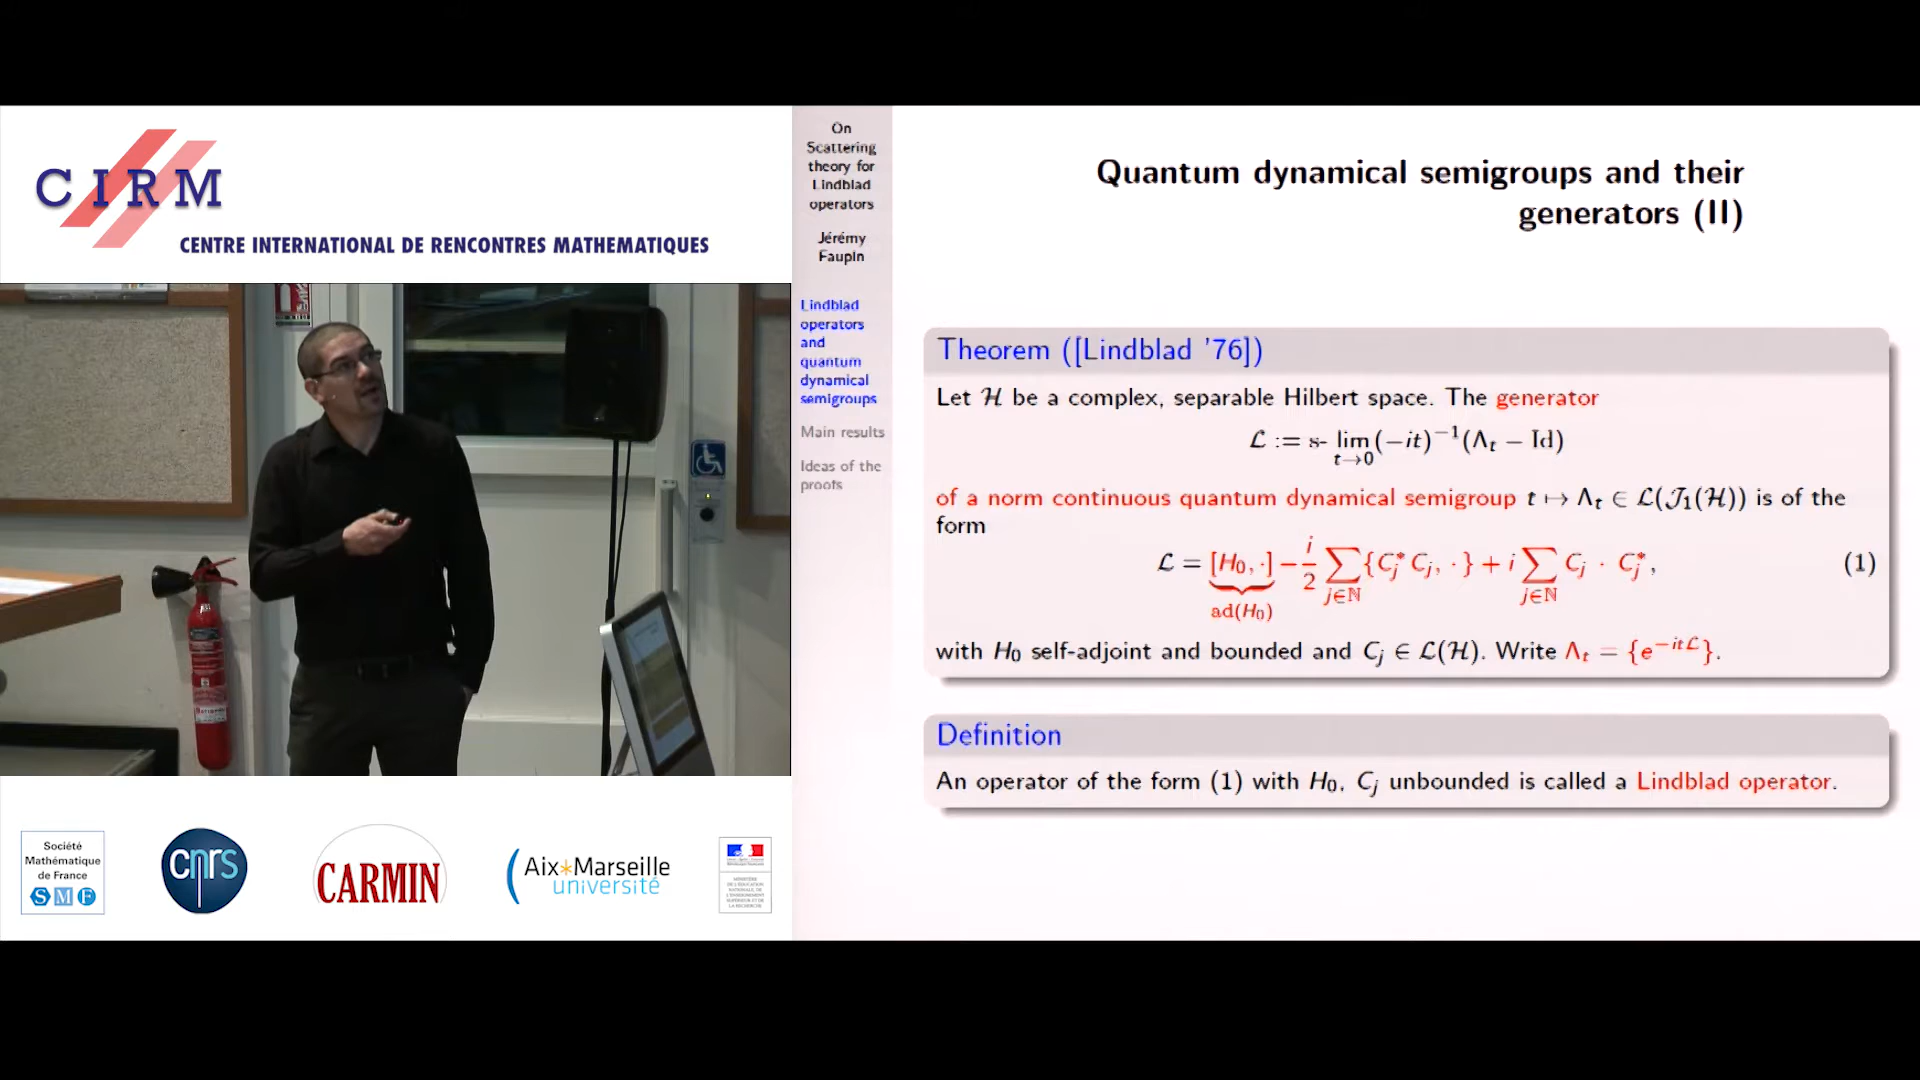 CIRM
CENTRE INTERNATIONAL DE RENCONTRES MATHEMATIQUES
Société
Mathématique
de France
SMF
cnrs
CARMIN
Aix*Marseille
université
On
Scattering
theory for
Lindblad
operators
Jérémy
Faupin
Lindblad
operators
and
quantum
dynamical
semigroups
Main results
Ideas of the
proofs
Quantum dynamical semigroups and their
generators (II)
Theorem ([Lindblad '76])
Let ℋ be a complex, separable Hilbert space. The generator
ℒ := s- lim_{t→0} (−it)^{−1}(Λ_t − Id)
of a norm continuous quantum dynamical semigroup t ↦ Λ_t ∈ ℒ(𝒥_1(ℋ)) is of the
form
ℒ = [H_0, ·] − i/2 ∑_{j∈ℕ} {C_j^* C_j, · } + i ∑_{j∈ℕ} C_j · C_j^*, (1)
ad(H_0)
with H_0 self-adjoint and bounded and C_j ∈ ℒ(ℋ). Write Λ_t = {e^{−itℒ}}.
Definition
An operator of the form (1) with H_0, C_j unbounded is called a Lindblad operator.